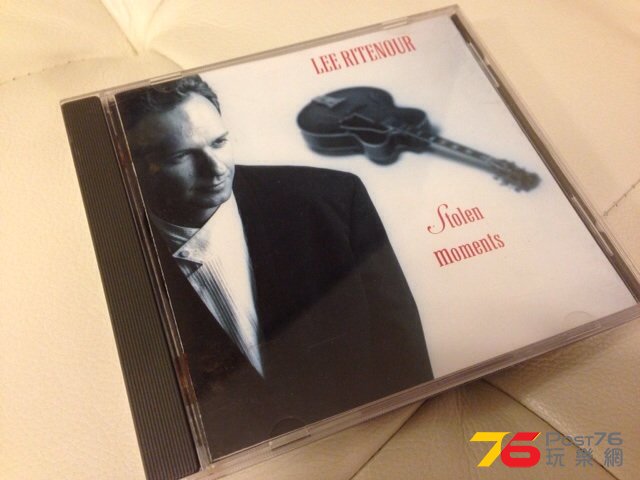 LEE RITENOUR
Stolen
moments
76 POST76
玩樂網